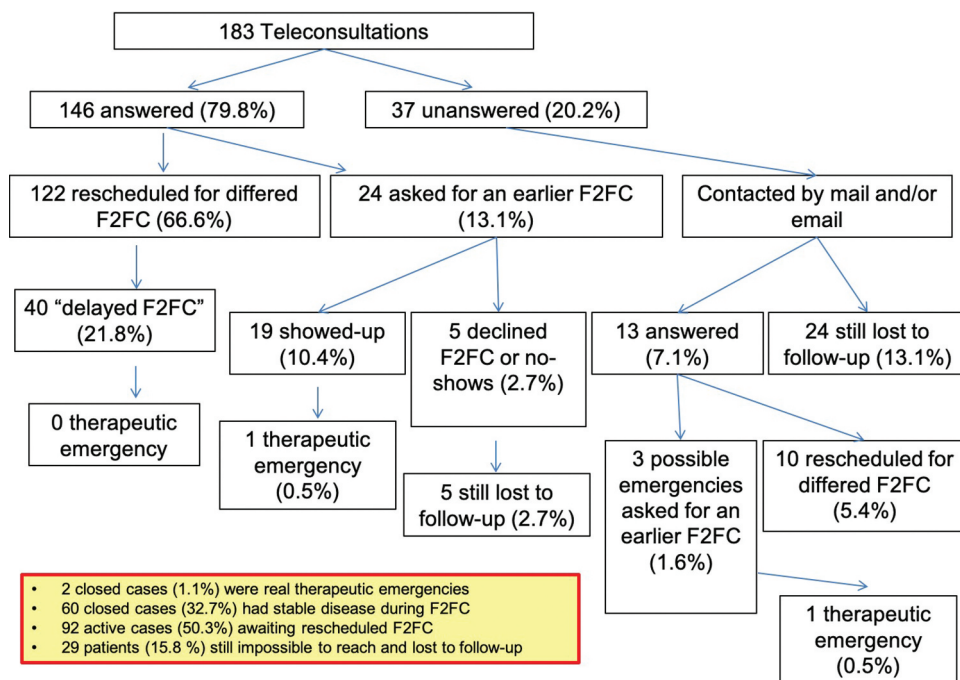 183 Teleconsultations
146 answered (79.8%)
37 unanswered (20.2%)
122 rescheduled for differed
F2FC (66.6%)
24 asked for an earlier F2FC
(13.1%)
Contacted by mail and/or
email
40 “delayed F2FC”
(21.8%)
19 showed-up
(10.4%)
5 declined
F2FC or no-
shows (2.7%)
13 answered
(7.1%)
24 still lost to
follow-up (13.1%)
0 therapeutic
emergency
1 therapeutic
emergency
(0.5%)
5 still lost to
follow-up (2.7%)
3 possible
emergencies
asked for an
earlier F2FC
(1.6%)
10 rescheduled for
differed F2FC
(5.4%)
1 therapeutic
emergency
(0.5%)
• 2 closed cases (1.1%) were real therapeutic emergencies
• 60 closed cases (32.7%) had stable disease during F2FC
• 92 active cases (50.3%) awaiting rescheduled F2FC
• 29 patients (15.8 %) still impossible to reach and lost to follow-up